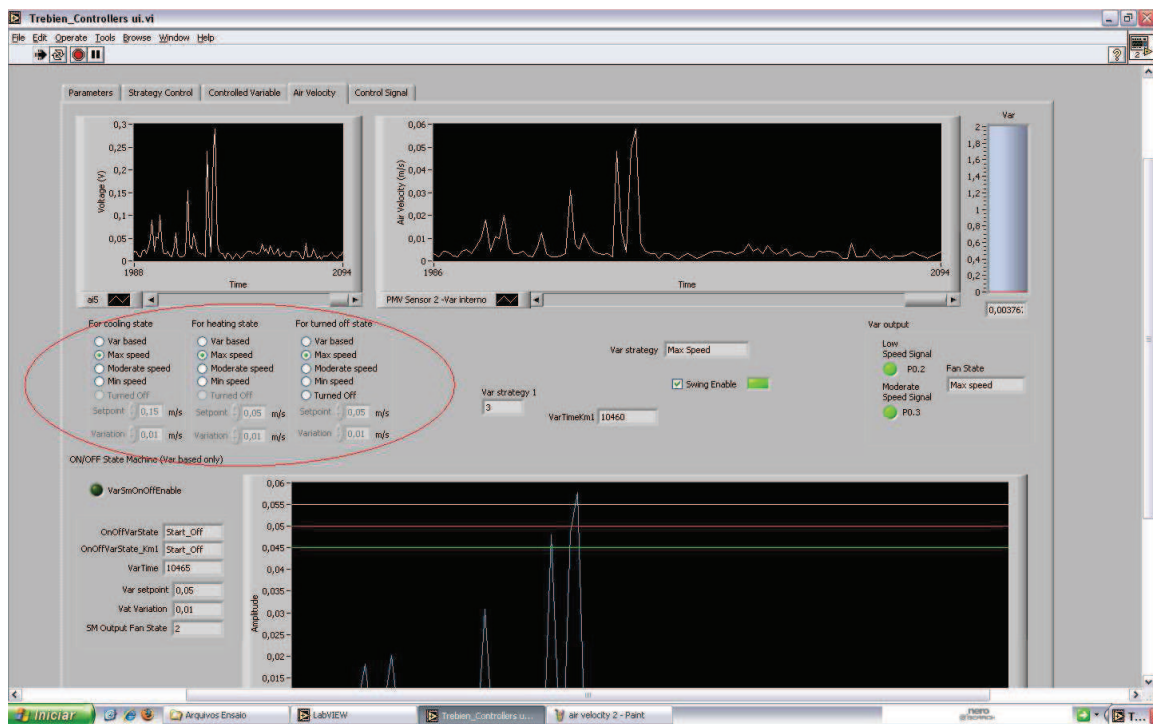 Trebien_Controllers ui.vi
File Edit Operate Tools Browse Window Help
2
Parameters Strategy Control Controlled Variable Air Velocity Control Signal
Var
0,3
0,25
0,2
0,15
0,1
0,05
0
Voltage (V)
1988
2094
Time
ai5
0,06
0,05
0,04
0,03
0,02
0,01
0
Air Velocity (m/s)
1986
2094
Time
PMV Sensor 2 -Var interno
2
1,8
1,6
1,4
1,2
1
0,8
0,6
0,4
0,2
0
For cooling state
Var based
Max speed
Moderate speed
Min speed
Turned Off
Setpoint 0,15 m/s
Variation 0,01 m/s
For heating state
Var based
Max speed
Moderate speed
Min speed
Turned Off
Setpoint 0,05 m/s
Variation 0,01 m/s
For turned off state
Var based
Max speed
Moderate speed
Min speed
Turned Off
Setpoint 0,05 m/s
Variation 0,01 m/s
Var strategy Max Speed
Swing Enable
Var strategy 1
3
VarTimeKm1 10460
Var output
Low
Speed Signal
P0.2
Moderate
Speed Signal
P0.3
Fan State
Max speed
ON/OFF State Machine (Var based only)
VarSmOnOffEnable
OnOffVarState Start_Off
OnOffVarState_Km1 Start_Off
VarTime 10465
Var setpoint 0,05
Vat Variation 0,01
SM Output Fan State 2
0,06
0,055
0,05
0,045
0,04
0,035
0,03
0,025
0,02
0,015
Amplitude
Iniciar Arquivos Ensaio LabVIEW Trebien_Controllers u... air velocity 2 - Paint nero T...